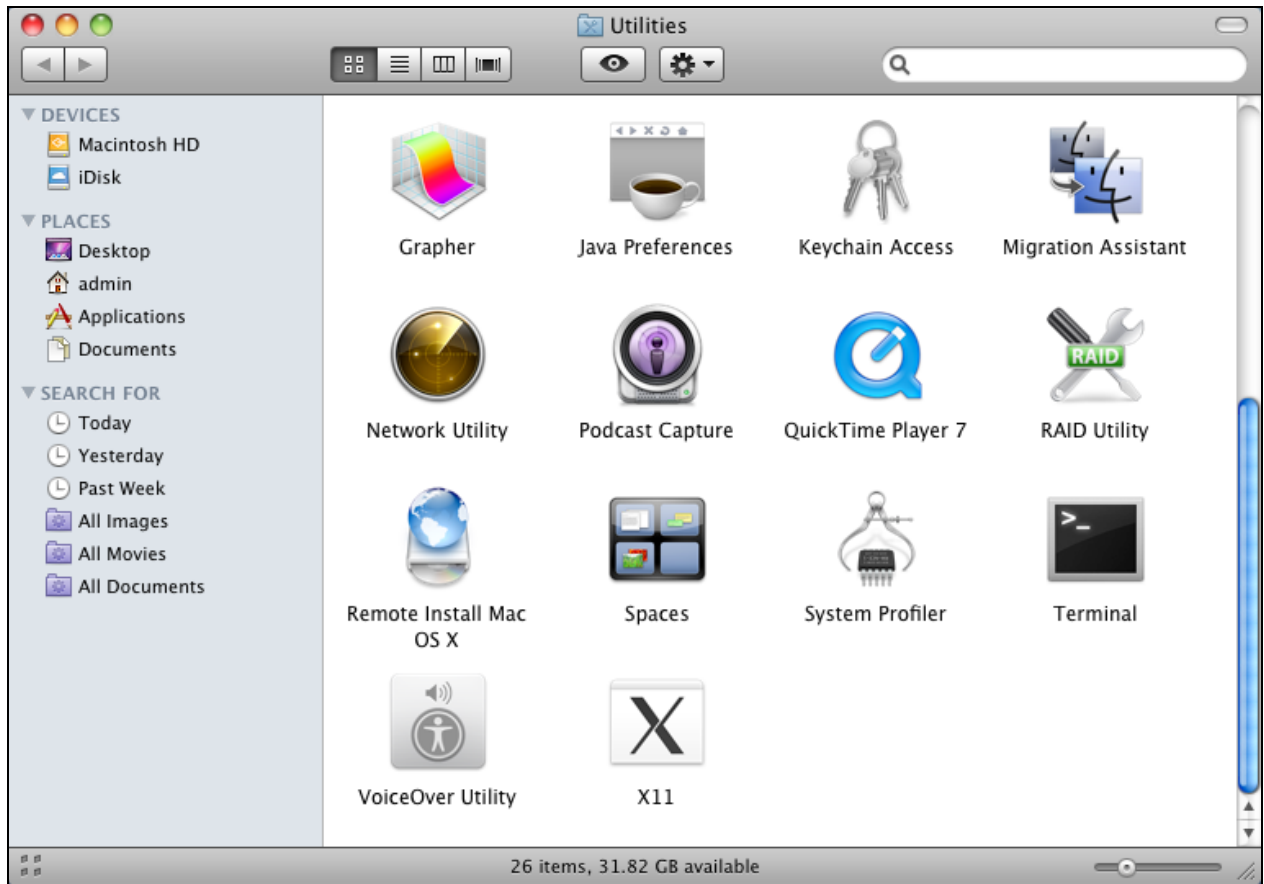 Utilities
DEVICES
Macintosh HD
iDisk
PLACES
Desktop
admin
Applications
Documents
SEARCH FOR
Today
Yesterday
Past Week
All Images
All Movies
All Documents
Grapher
Java Preferences
Keychain Access
Migration Assistant
RAID
Network Utility
Podcast Capture
QuickTime Player 7
RAID Utility
>_
Remote Install Mac
OS X
Spaces
System Profiler
Terminal
X
VoiceOver Utility
X11
26 items, 31.82 GB available